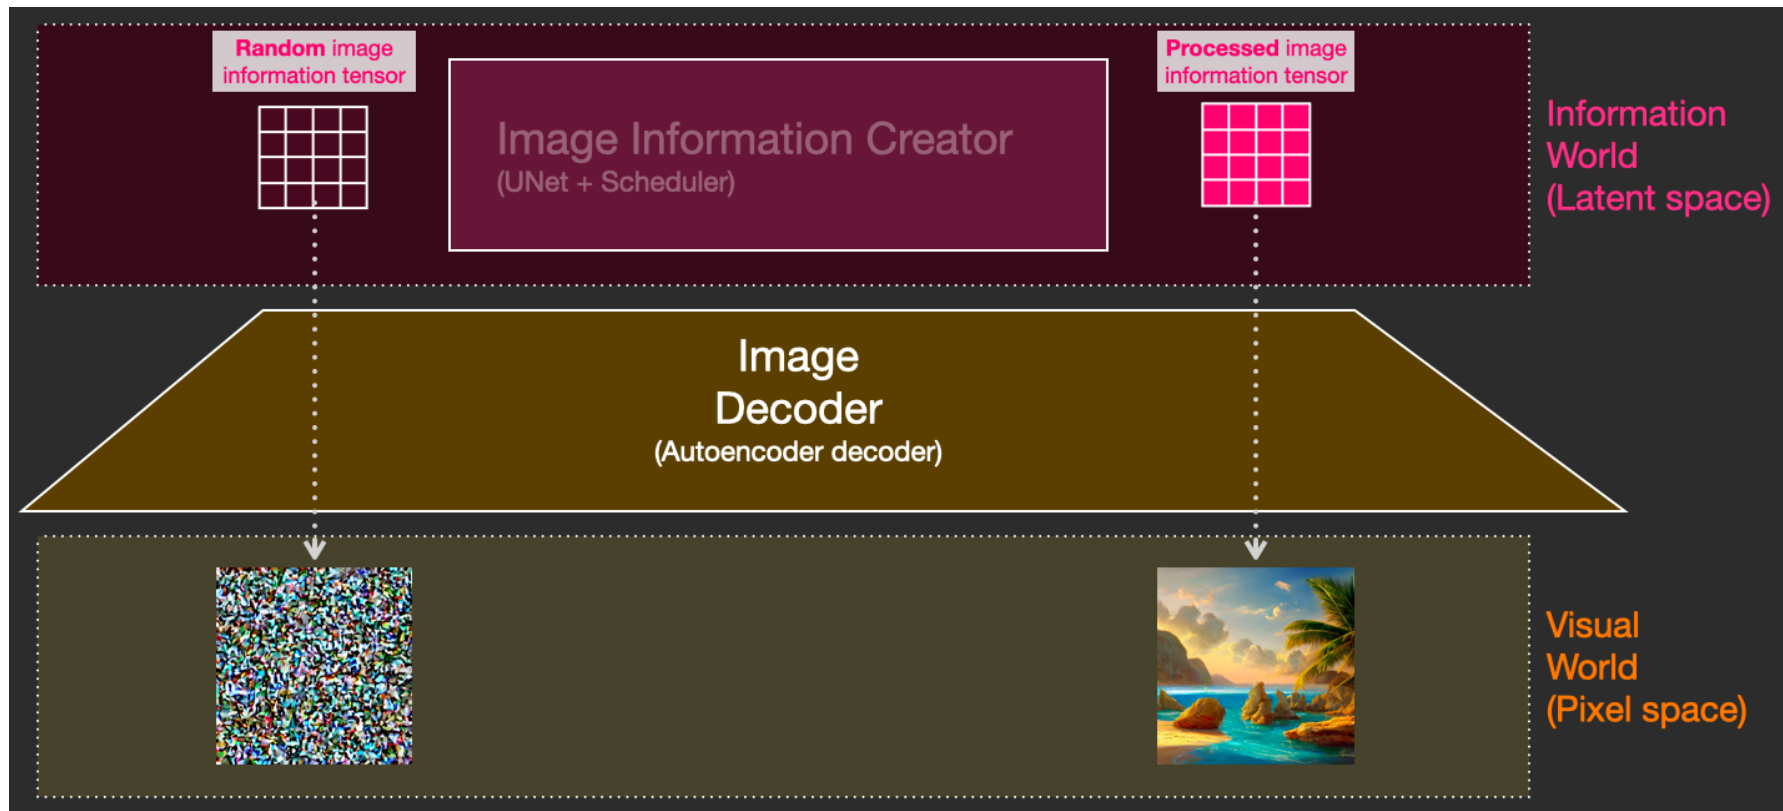 Random image
information tensor
Processed image
information tensor
Image Information Creator
(UNet + Scheduler)
Information
World
(Latent space)
Image
Decoder
(Autoencoder decoder)
Visual
World
(Pixel space)